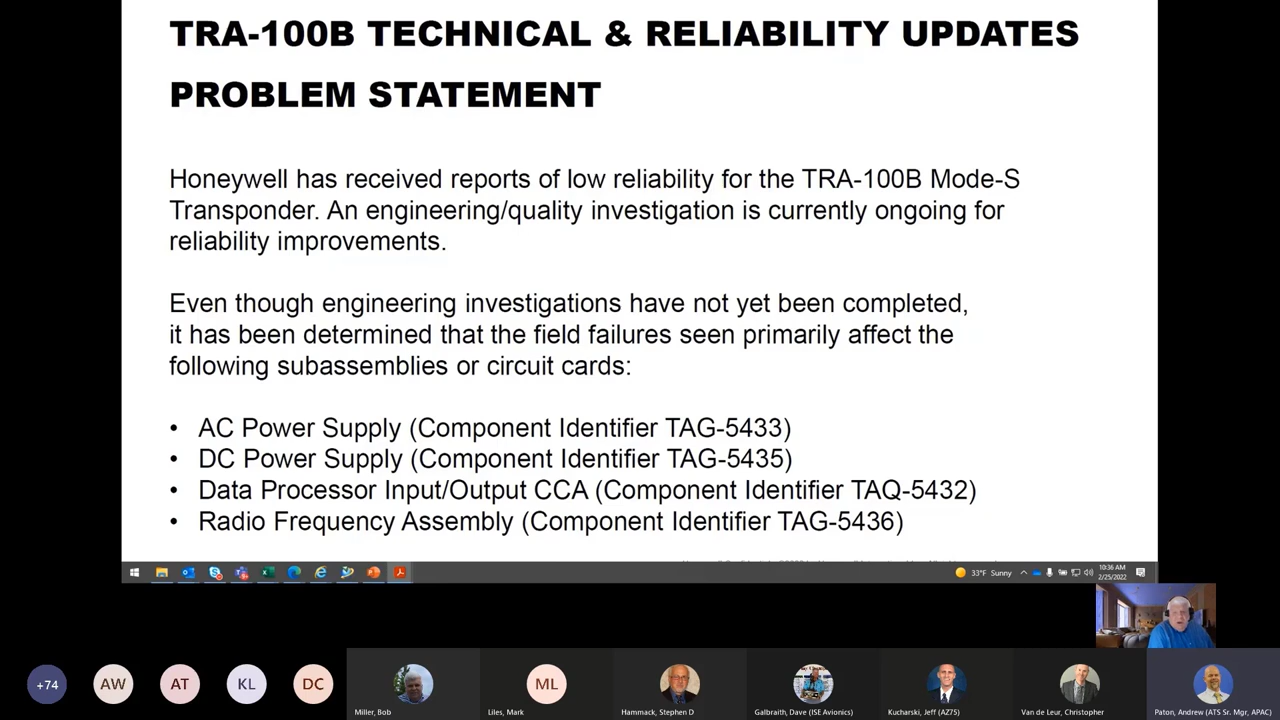 TRA-100B TECHNICAL & RELIABILITY UPDATES
PROBLEM STATEMENT
Honeywell has received reports of low reliability for the TRA-100B Mode-S
Transponder. An engineering/quality investigation is currently ongoing for
reliability improvements.
Even though engineering investigations have not yet been completed,
it has been determined that the field failures seen primarily affect the
following subassemblies or circuit cards:
• AC Power Supply (Component Identifier TAG-5433)
• DC Power Supply (Component Identifier TAG-5435)
• Data Processor Input/Output CCA (Component Identifier TAQ-5432)
• Radio Frequency Assembly (Component Identifier TAG-5436)
33°F Sunny
10:36 AM
2/25/2022
+74
AW
AT
KL
DC
ML
Miller, Bob
Liles, Mark
Hammack, Stephen D
Galbraith, Dave (ISE Avionics)
Kucharski, Jeff (AZ75)
Van de Leur, Christopher
Paton, Andrew (ATS Sr. Mgr, APAC)